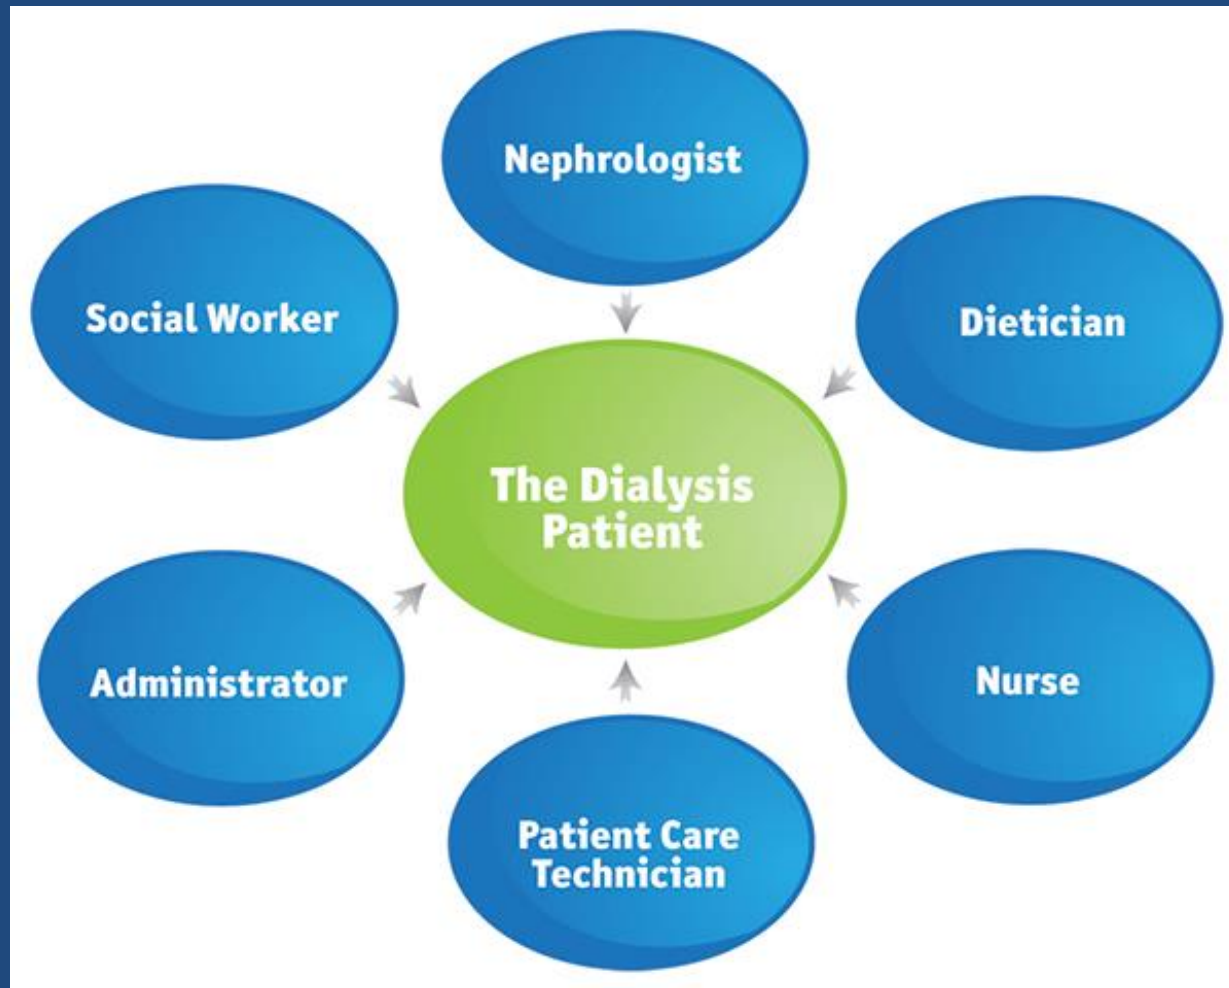 Nephrologist
Social Worker
Dietician
The Dialysis
Patient
Administrator
Nurse
Patient Care
Technician